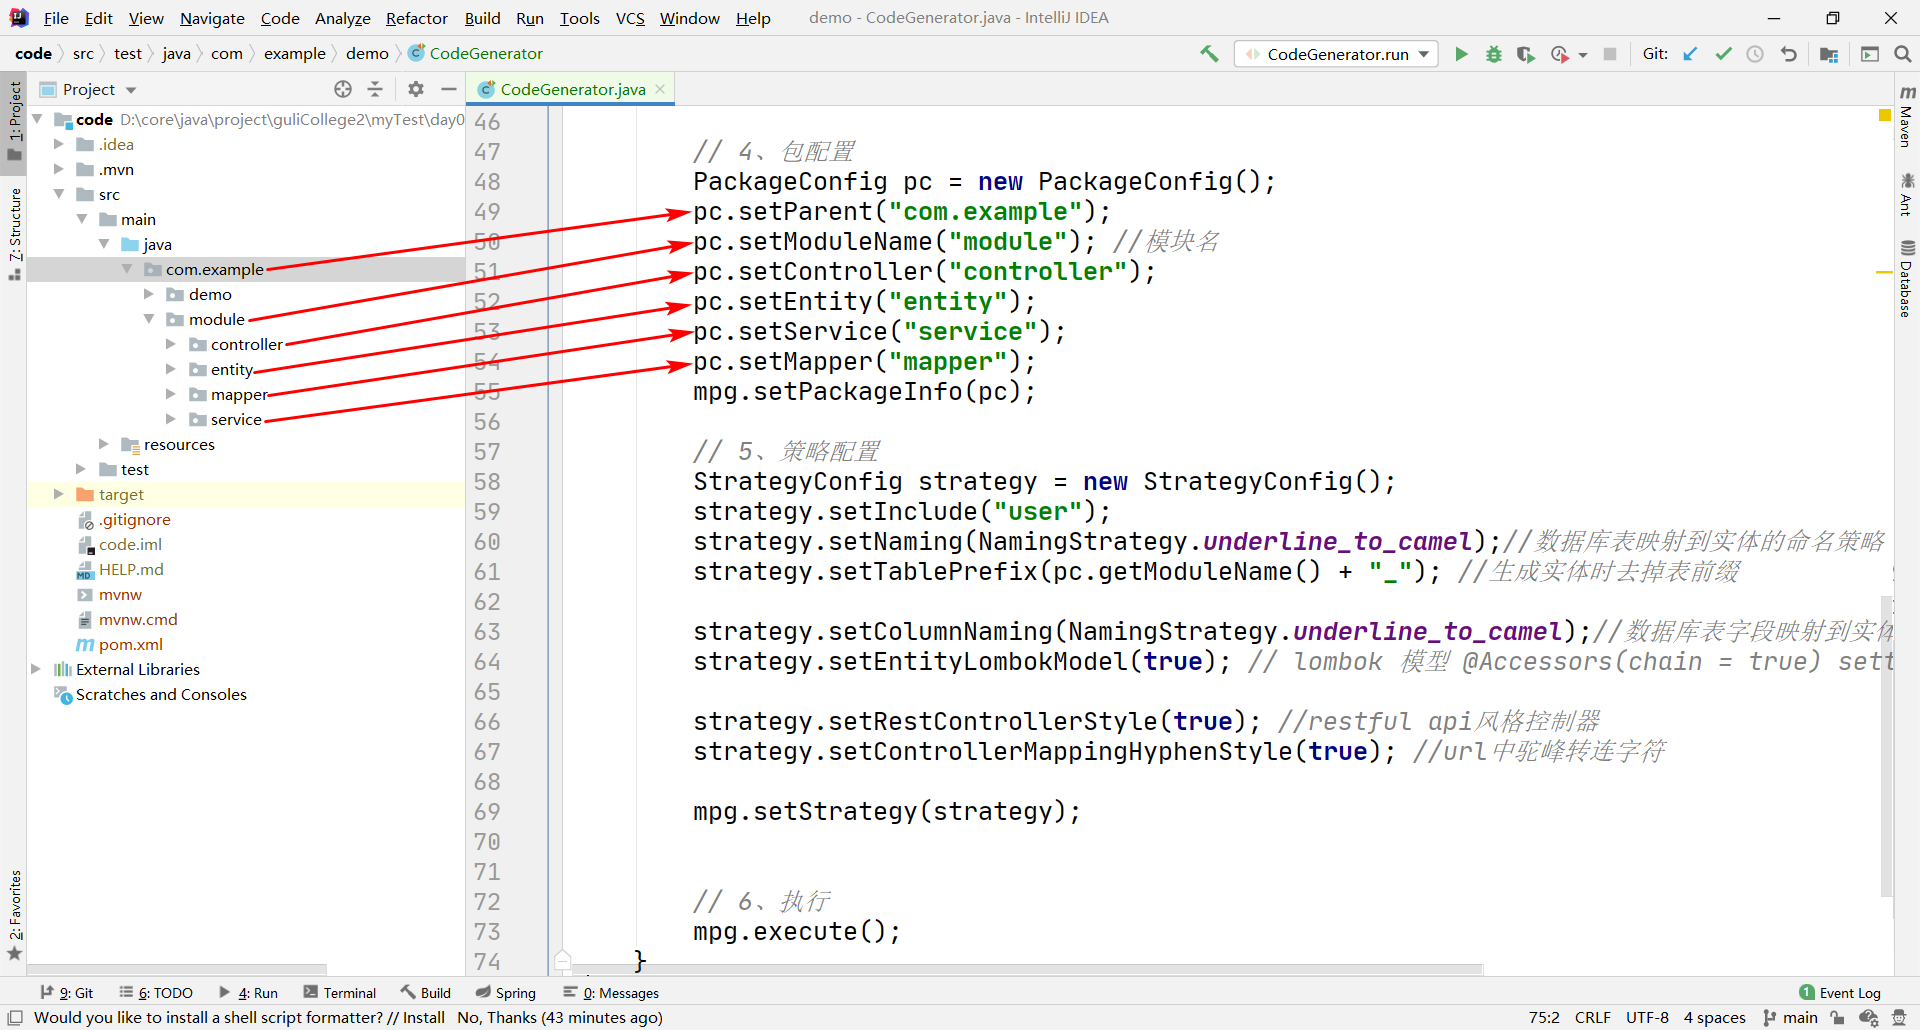 File Edit View Navigate Code Analyze Refactor Build Run Tools VCS Window Help demo - CodeGenerator.java - IntelliJ IDEA
code src test java com example demo CodeGenerator CodeGenerator.run Git:
Project CodeGenerator.java
1: Project
7: Structure
2: Favorites
code D:\core\java\project\guliCollege2\myTest\day0
.idea
.mvn
src
main
java
com.example
demo
module
controller
entity
mapper
service
resources
test
target
.gitignore
code.iml
HELP.md
mvnw
mvnw.cmd
pom.xml
External Libraries
Scratches and Consoles
46
47 // 4、包配置
48 PackageConfig pc = new PackageConfig();
49 pc.setParent("com.example");
50 pc.setModuleName("module"); //模块名
51 pc.setController("controller");
52 pc.setEntity("entity");
53 pc.setService("service");
54 pc.setMapper("mapper");
55 mpg.setPackageInfo(pc);
56
57 // 5、策略配置
58 StrategyConfig strategy = new StrategyConfig();
59 strategy.setInclude("user");
60 strategy.setNaming(NamingStrategy.underline_to_camel);//数据库表映射到实体的命名策略
61 strategy.setTablePrefix(pc.getModuleName() + "_"); //生成实体时去掉表前缀
62
63 strategy.setColumnNaming(NamingStrategy.underline_to_camel);//数据库表字段映射到实体
64 strategy.setEntityLombokModel(true); // lombok 模型 @Accessors(chain = true) sett
65
66 strategy.setRestControllerStyle(true); //restful api风格控制器
67 strategy.setControllerMappingHyphenStyle(true); //url中驼峰转连字符
68
69 mpg.setStrategy(strategy);
70
71
72 // 6、执行
73 mpg.execute();
74 }
Maven
Ant
Database
9: Git 6: TODO 4: Run Terminal Build Spring 0: Messages 1 Event Log
Would you like to install a shell script formatter? // Install No, Thanks (43 minutes ago) 75:2 CRLF UTF-8 4 spaces main